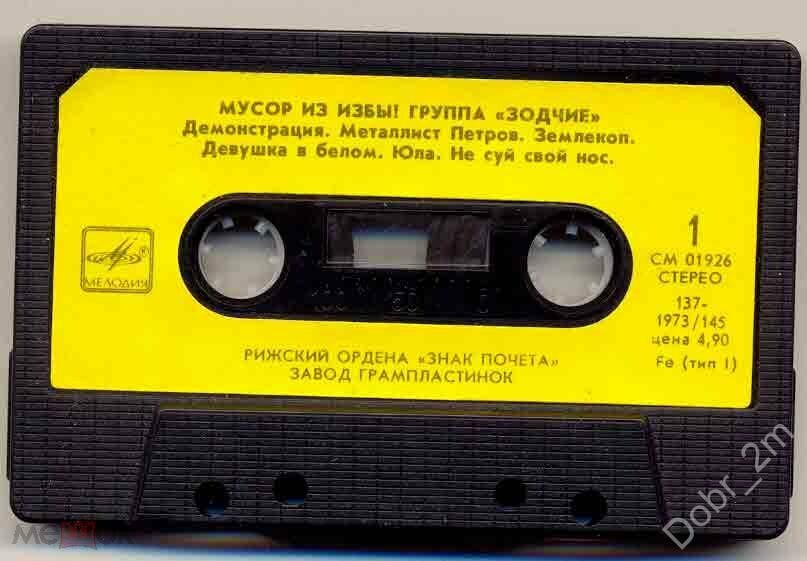 МУСОР ИЗ ИЗБЫ! ГРУППА «ЗОДЧИЕ»
Демонстрация. Металлист Петров. Землекоп.
Девушка в белом. Юла. Не суй свой нос.
1
СМ 01926
СТЕРЕО
МЕЛОДИЯ
137-
1973/145
цена 4,90
Fe (тип I)
РИЖСКИЙ ОРДЕНА «ЗНАК ПОЧЕТА»
ЗАВОД ГРАМПЛАСТИНОК
Dobr_2m